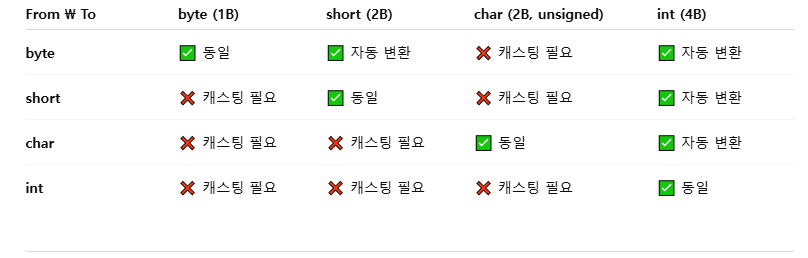 From ₩ To byte (1B) short (2B) char (2B, unsigned) int (4B)
byte ✅ 동일 ✅ 자동 변환 ❌ 캐스팅 필요 ✅ 자동 변환
short ❌ 캐스팅 필요 ✅ 동일 ❌ 캐스팅 필요 ✅ 자동 변환
char ❌ 캐스팅 필요 ❌ 캐스팅 필요 ✅ 동일 ✅ 자동 변환
int ❌ 캐스팅 필요 ❌ 캐스팅 필요 ❌ 캐스팅 필요 ✅ 동일